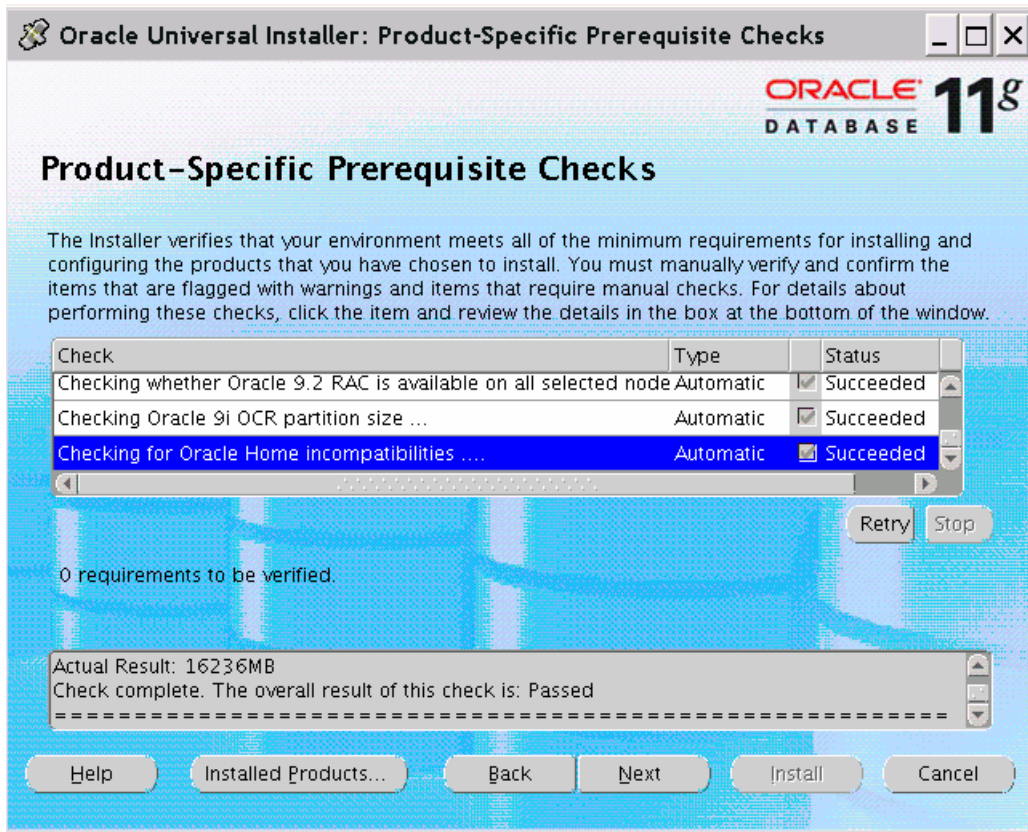 Oracle Universal Installer: Product-Specific Prerequisite Checks
ORACLE 11g
DATABASE
Product-Specific Prerequisite Checks
The Installer verifies that your environment meets all of the minimum requirements for installing and
configuring the products that you have chosen to install. You must manually verify and confirm the
items that are flagged with warnings and items that require manual checks. For details about
performing these checks, click the item and review the details in the box at the bottom of the window.
Check Type Status
Checking whether Oracle 9.2 RAC is available on all selected node Automatic Succeeded
Checking Oracle 9i OCR partition size ... Automatic Succeeded
Checking for Oracle Home incompatibilities .... Automatic Succeeded
Retry Stop
0 requirements to be verified.
Actual Result: 16236MB
Check complete. The overall result of this check is: Passed
========================================================
Help Installed Products... Back Next Install Cancel